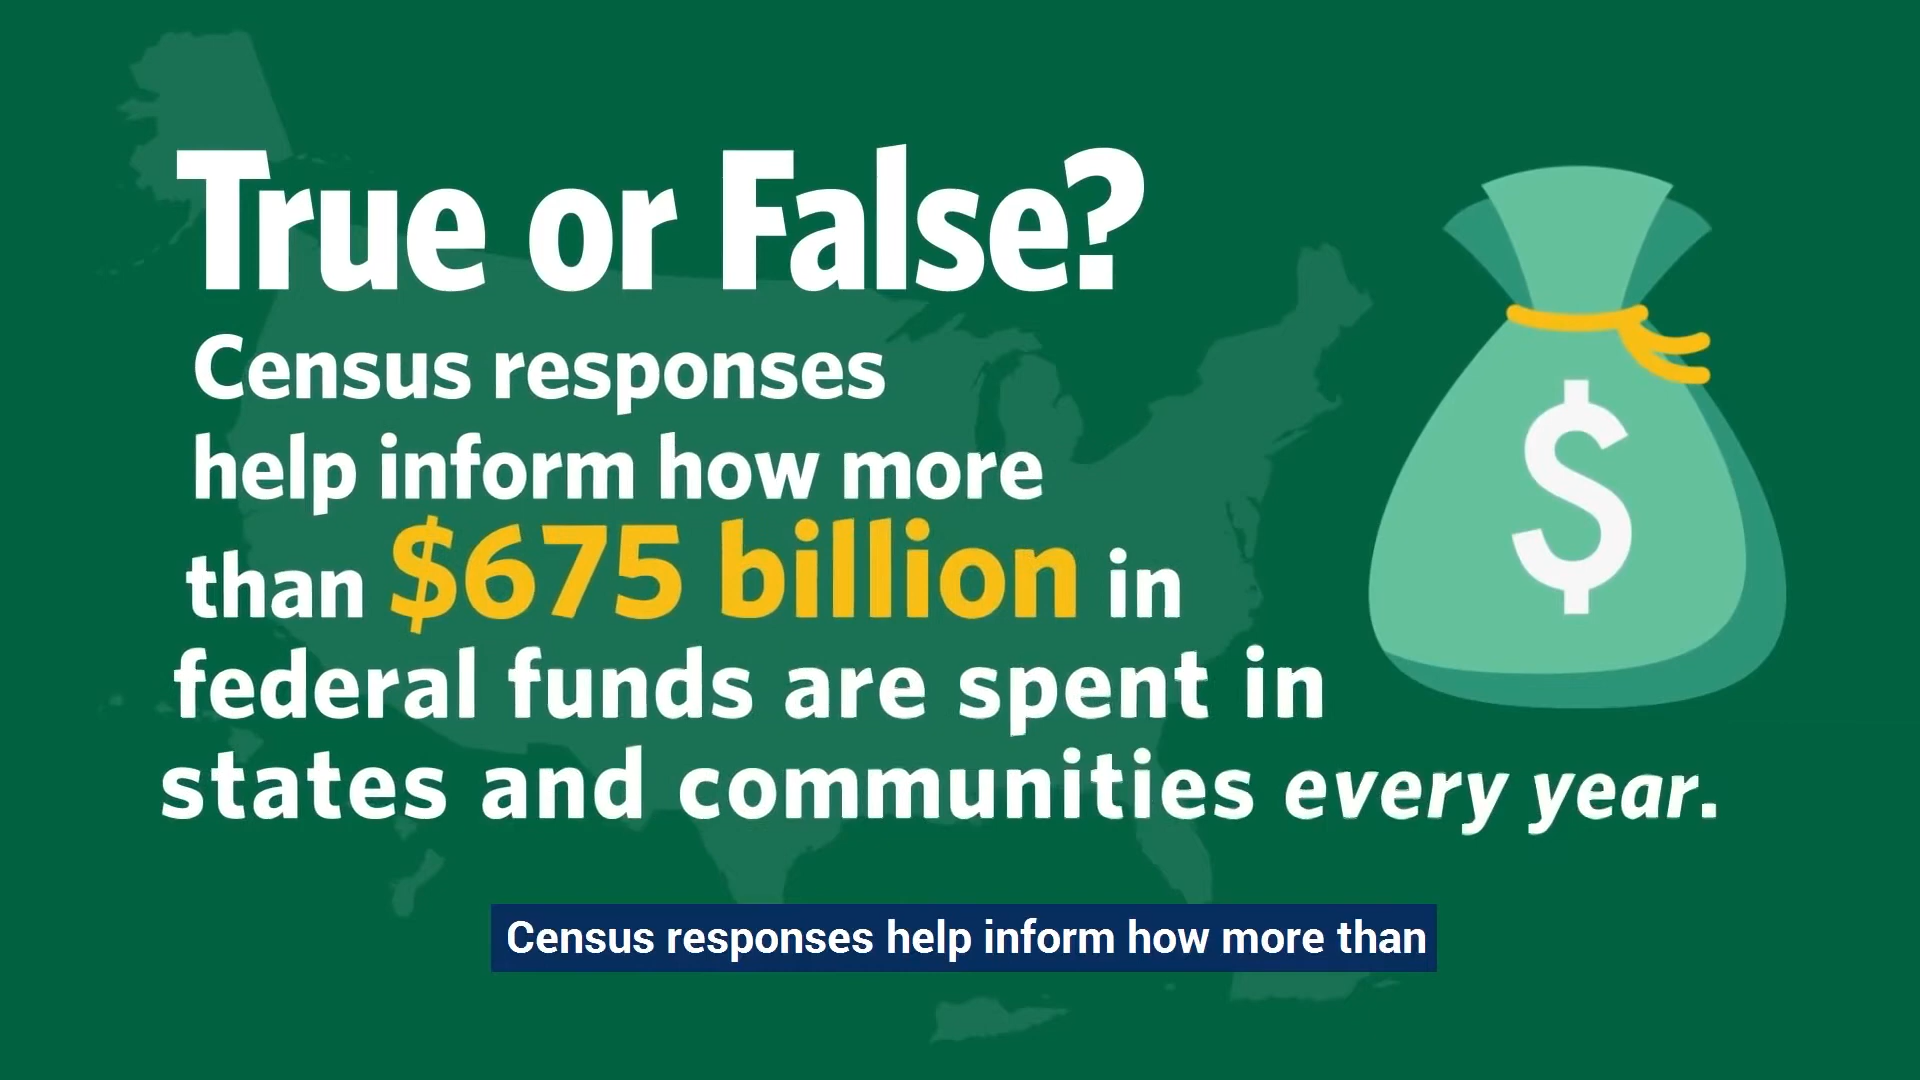 True or False?
Census responses
help inform how more
than $675 billion in
federal funds are spent in
states and communities every year.
$
Census responses help inform how more than